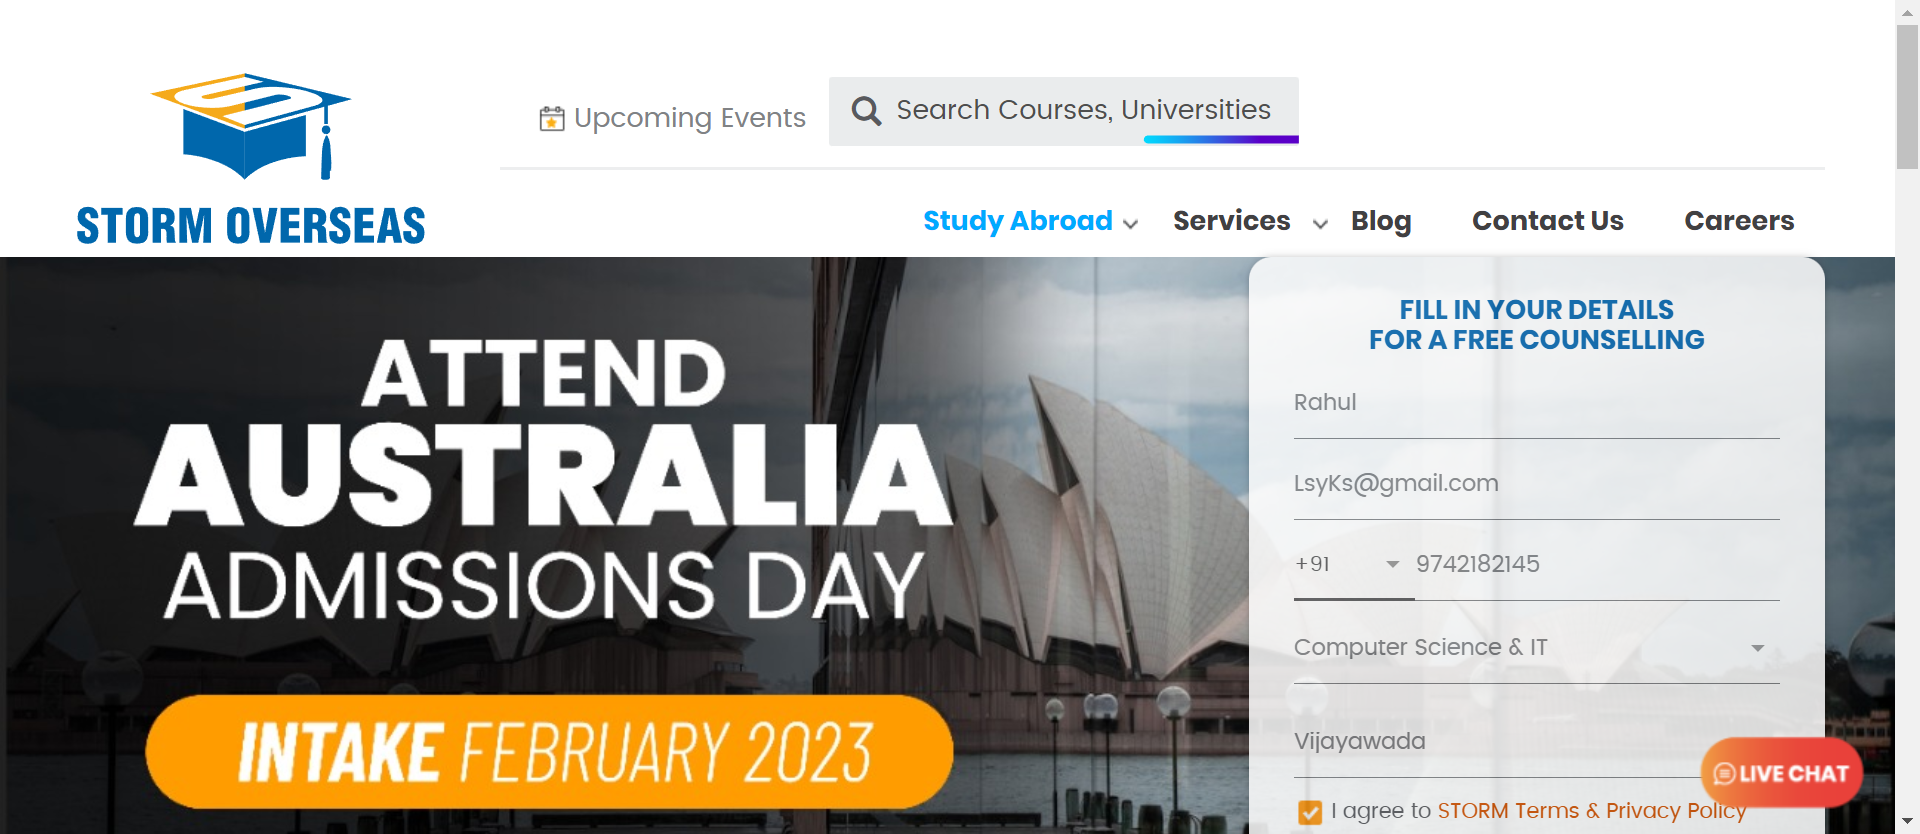 Upcoming Events
Search Courses, Universities
STORM OVERSEAS
Study Abroad
Services
Blog
Contact Us
Careers
ATTEND
AUSTRALIA
ADMISSIONS DAY
INTAKE FEBRUARY 2023
FILL IN YOUR DETAILS
FOR A FREE COUNSELLING
Rahul
LsyKs@gmail.com
+91 9742182145
Computer Science & IT
Vijayawada
LIVE CHAT
I agree to STORM Terms & Privacy Policy